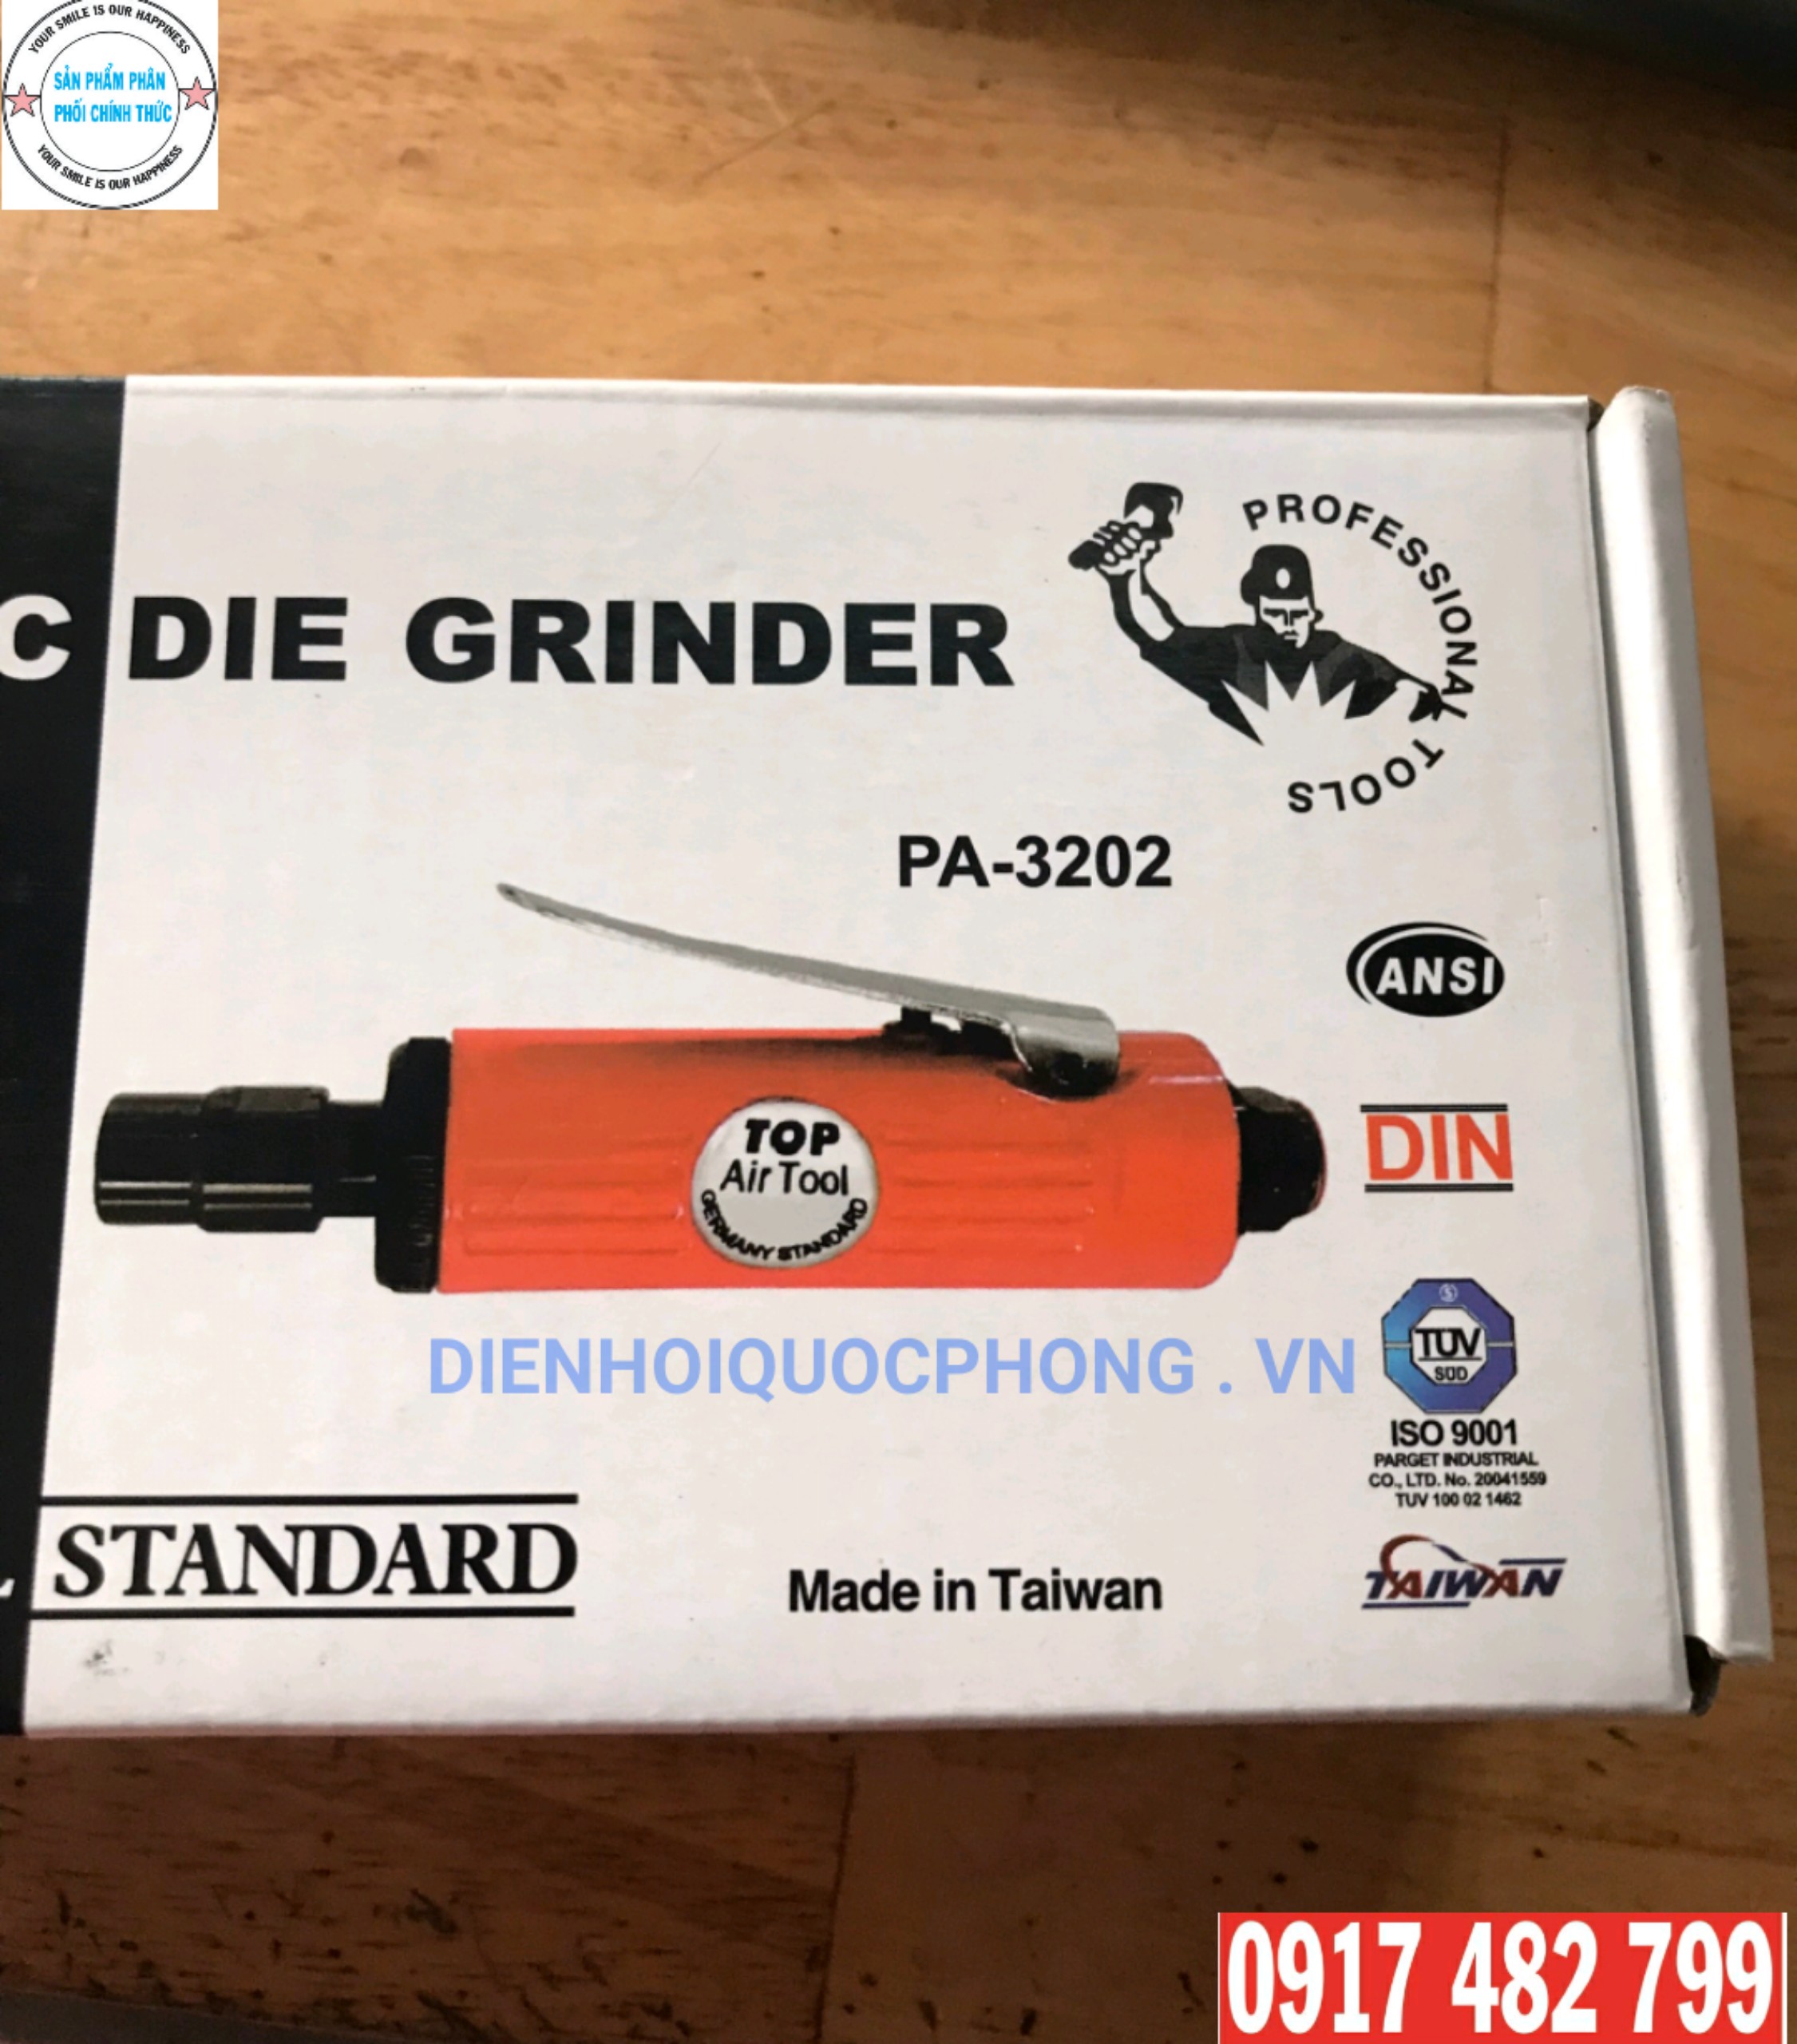 YOUR SMILE IS OUR HAPPINESS
SẢN PHẨM PHÂN
PHỐI CHÍNH THỨC
YOUR SMILE IS OUR HAPPINESS
C DIE GRINDER
PROFESSIONAL TOOLS
PA-3202
ANSI
TOP
Air Tool
GERMANY STANDARD
DIN
DIENHOIQUOCPHONG . VN
TUV
SUD
ISO 9001
PARGET INDUSTRIAL
CO., LTD. No. 20041559
TUV 100 02 1462
STANDARD
Made in Taiwan
TAIWAN
0917 482 799